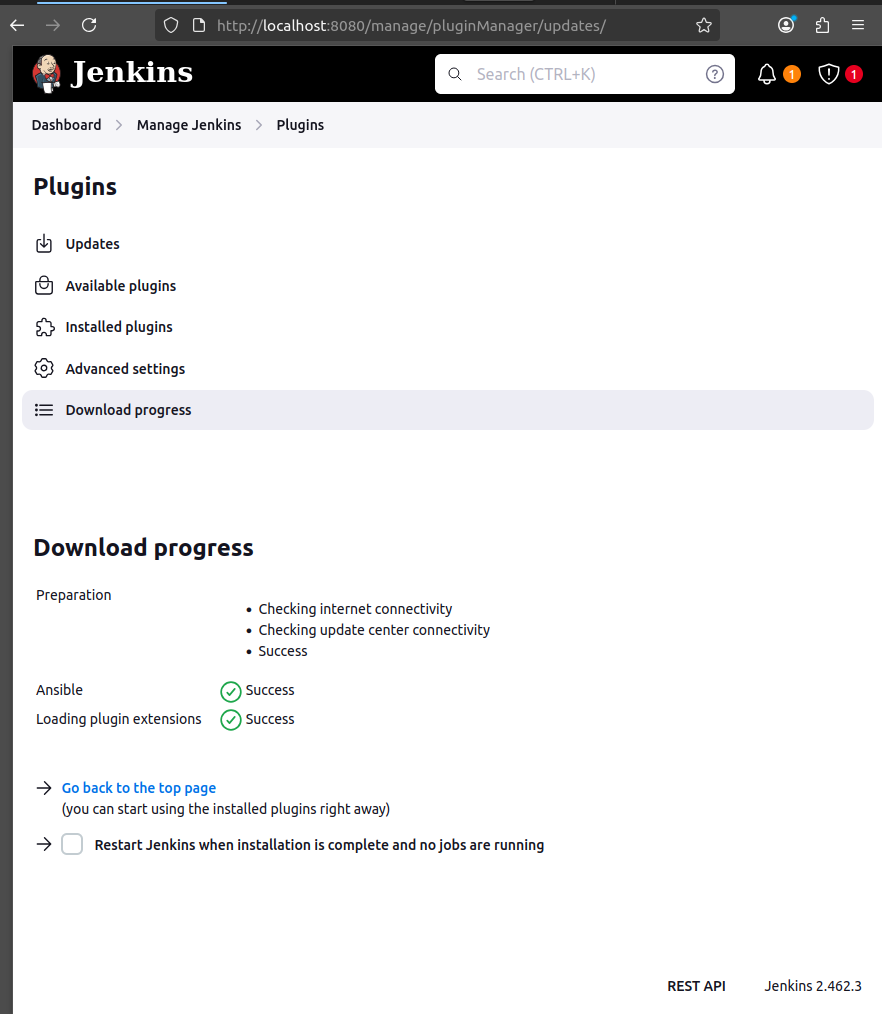 http://localhost:8080/manage/pluginManager/updates/
Jenkins
Search (CTRL+K)
?
1
1
Dashboard > Manage Jenkins > Plugins
Plugins
Updates
Available plugins
Installed plugins
Advanced settings
Download progress
Download progress
Preparation
• Checking internet connectivity
• Checking update center connectivity
• Success
Ansible Success
Loading plugin extensions Success
→ Go back to the top page
(you can start using the installed plugins right away)
→ Restart Jenkins when installation is complete and no jobs are running
REST API Jenkins 2.462.3